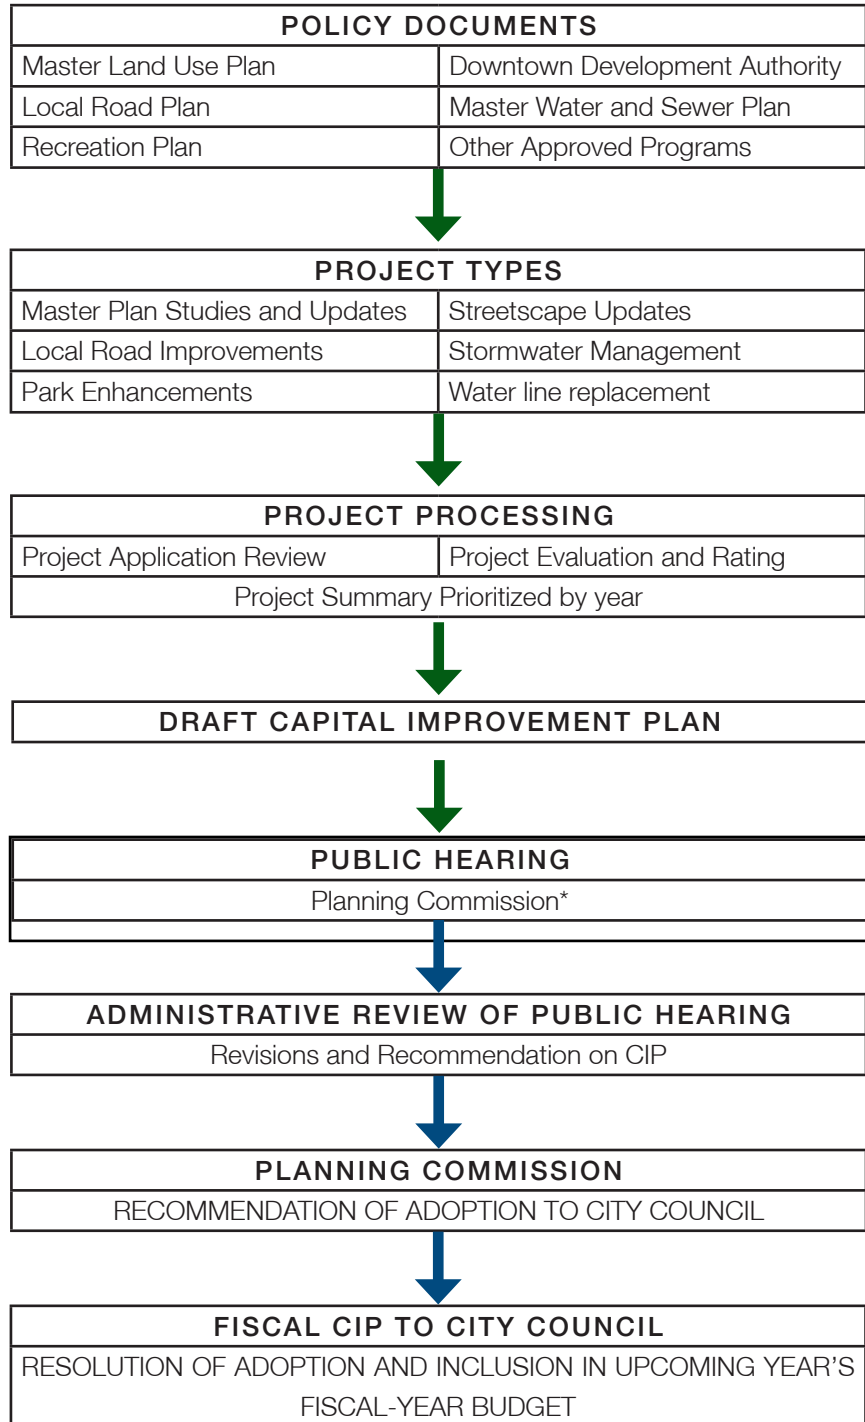 POLICY DOCUMENTS
Master Land Use Plan Downtown Development Authority
Local Road Plan Master Water and Sewer Plan
Recreation Plan Other Approved Programs
PROJECT TYPES
Master Plan Studies and Updates Streetscape Updates
Local Road Improvements Stormwater Management
Park Enhancements Water line replacement
PROJECT PROCESSING
Project Application Review Project Evaluation and Rating
Project Summary Prioritized by year
DRAFT CAPITAL IMPROVEMENT PLAN
PUBLIC HEARING
Planning Commission*
ADMINISTRATIVE REVIEW OF PUBLIC HEARING
Revisions and Recommendation on CIP
PLANNING COMMISSION
RECOMMENDATION OF ADOPTION TO CITY COUNCIL
FISCAL CIP TO CITY COUNCIL
RESOLUTION OF ADOPTION AND INCLUSION IN UPCOMING YEAR’S
FISCAL-YEAR BUDGET